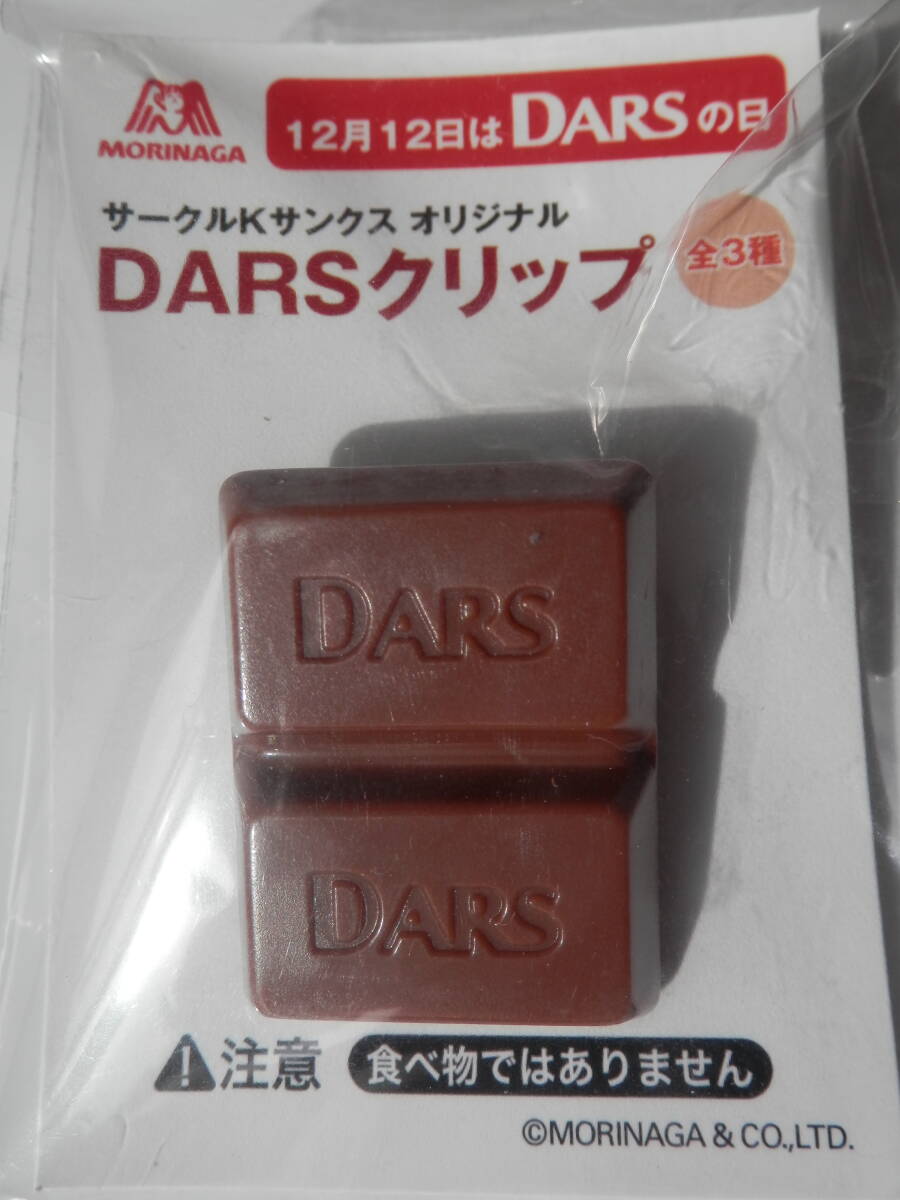 MORINAGA
12月12日はDARSの日
サークルKサンクス オリジナル
DARSクリップ
全3種
DARS
DARS
注意
食べ物ではありません
©MORINAGA & CO.,LTD.